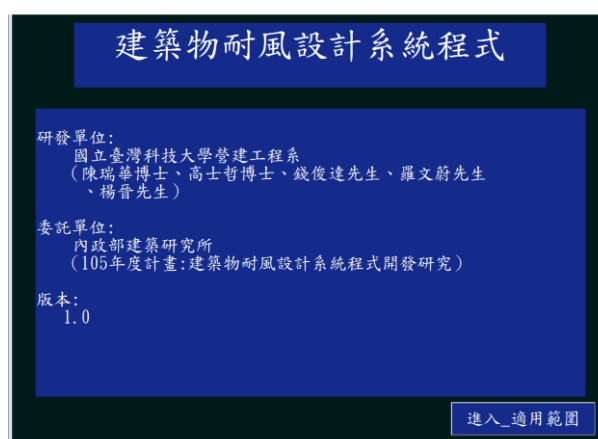 建築物耐風設計系統程式
研發單位:
國立臺灣科技大學營建工程系
(陳瑞華博士、高士哲博士、錢俊達先生、羅文蔚先生
、楊晉先生)
委託單位:
內政部建築研究所
(105年度計畫:建築物耐風設計系統程式開發研究)
版本:
1.0
進入_適用範圍